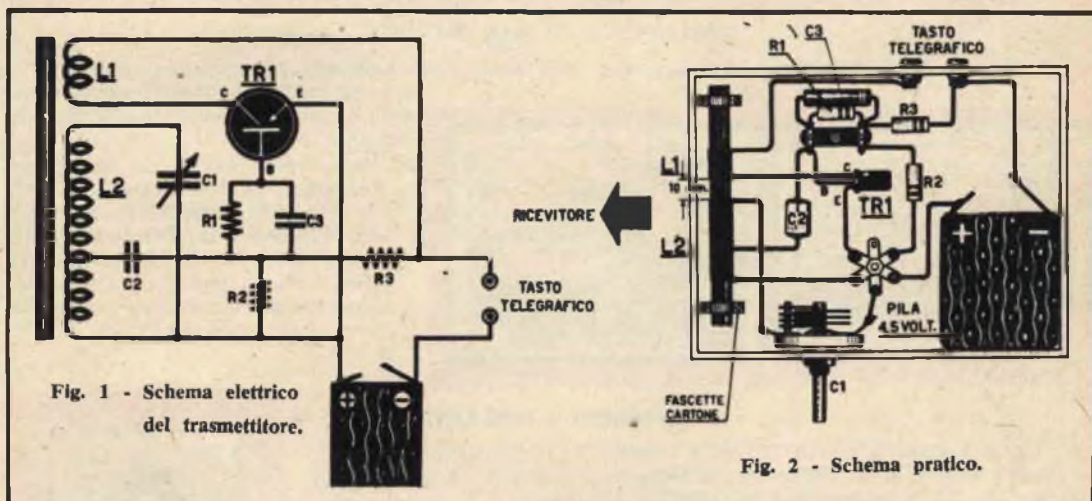 L1
TR1
C
E
B
L2
C1
R1
C3
C2
R3
R2
TASTO
TELEGRAFICO
+ −
Fig. 1 - Schema elettrico
del trasmettitore.
RICEVITORE
C3
R1
TASTO
TELEGRAFICO
R3
L1
10 mm.
C
B
E
TR1
R2
C2
L2
+ −
PILA
4,5 VOLT.
C1
FASCETTE
CARTONE
Fig. 2 - Schema pratico.